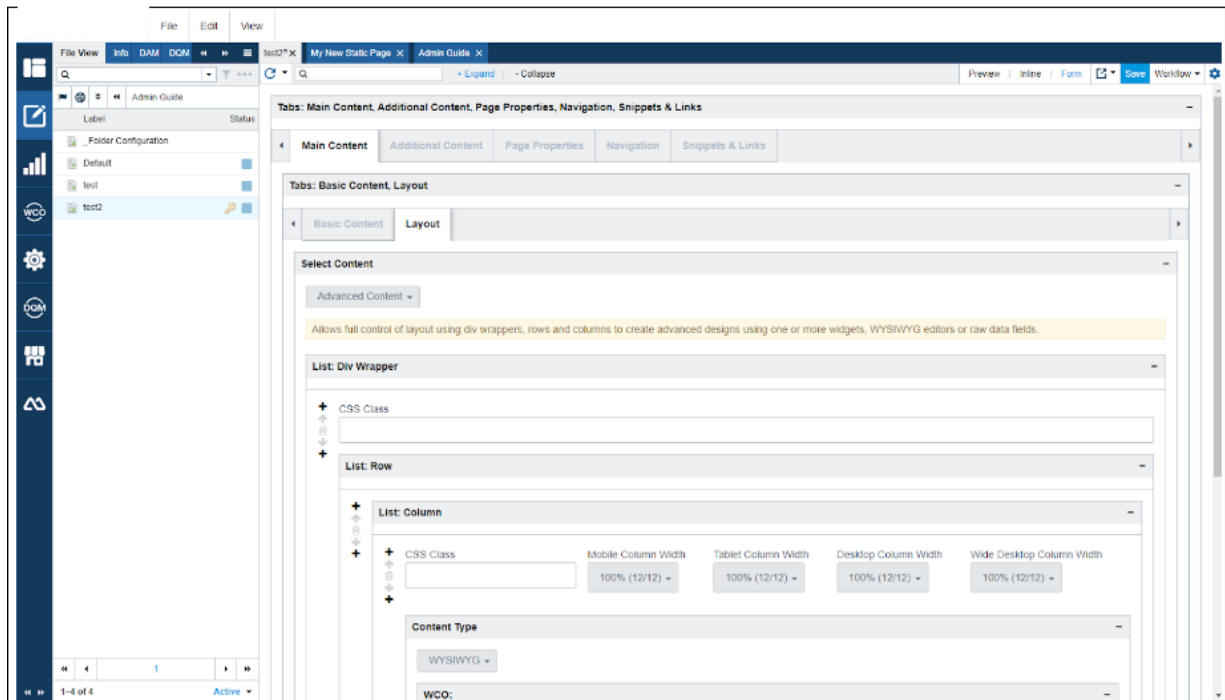 File Edit View
File View Info DAM DQM
test2* X My New Static Page X Admin Guide X
+ Expand | - Collapse
Preview | Inline | Form Save Workflow
Admin Guide
Label Status
_Folder Configuration
Default
test
test2
WCO
DQM
1
1–4 of 4 Active
Tabs: Main Content, Additional Content, Page Properties, Navigation, Snippets & Links
Main Content Additional Content Page Properties Navigation Snippets & Links
Tabs: Basic Content, Layout
Basic Content Layout
Select Content
Advanced Content
Allows full control of layout using div wrappers, rows and columns to create advanced designs using one or more widgets, WYSIWYG editors or raw data fields.
List: Div Wrapper
CSS Class
List: Row
List: Column
CSS Class Mobile Column Width Tablet Column Width Desktop Column Width Wide Desktop Column Width
100% (12/12) 100% (12/12) 100% (12/12) 100% (12/12)
Content Type
WYSIWYG
WCO: